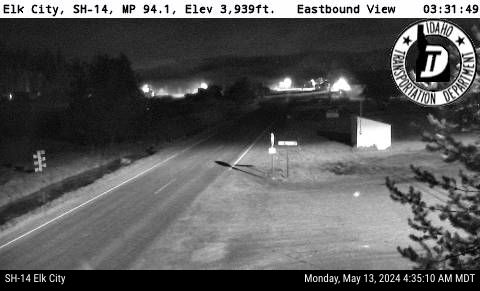 Elk City, SH-14, MP 94.1, Elev 3,939ft. Eastbound View 03:31:49
IDAHO
TRANSPORTATION DEPARTMENT
SH-14 Elk City Monday, May 13, 2024 4:35:10 AM MDT